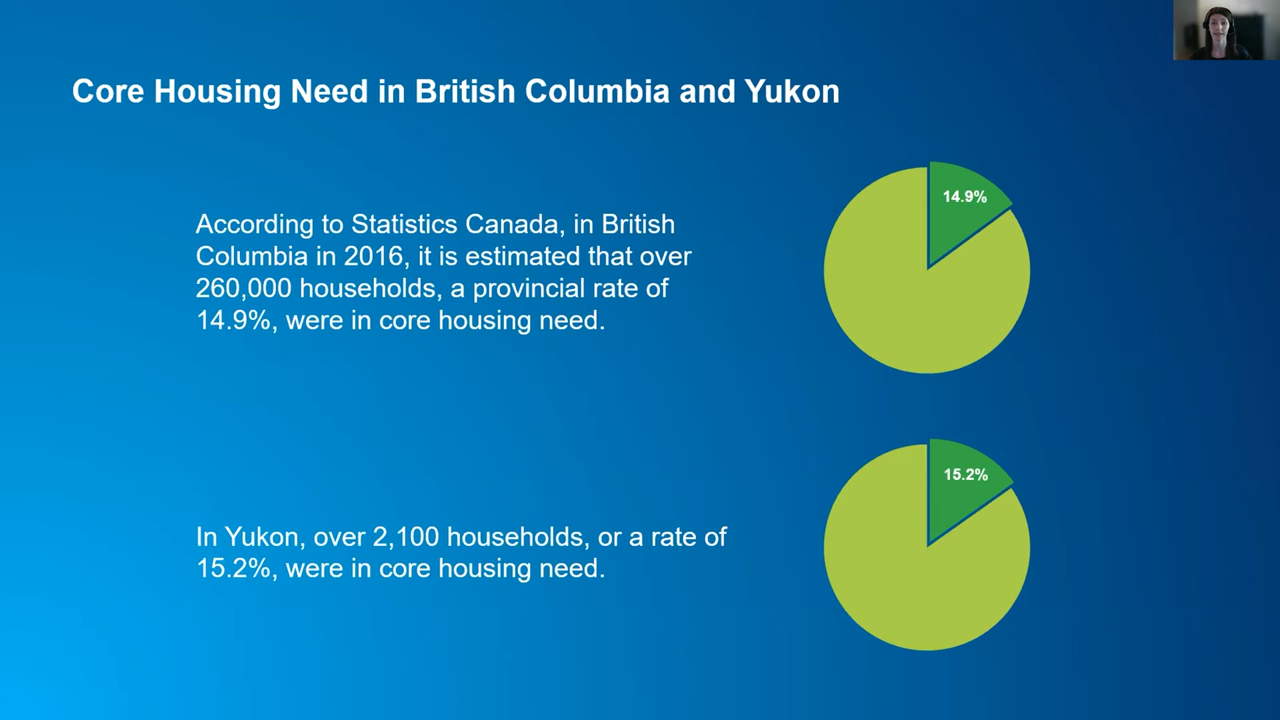 Core Housing Need in British Columbia and Yukon
According to Statistics Canada, in British
Columbia in 2016, it is estimated that over
260,000 households, a provincial rate of
14.9%, were in core housing need.
14.9%
In Yukon, over 2,100 households, or a rate of
15.2%, were in core housing need.
15.2%